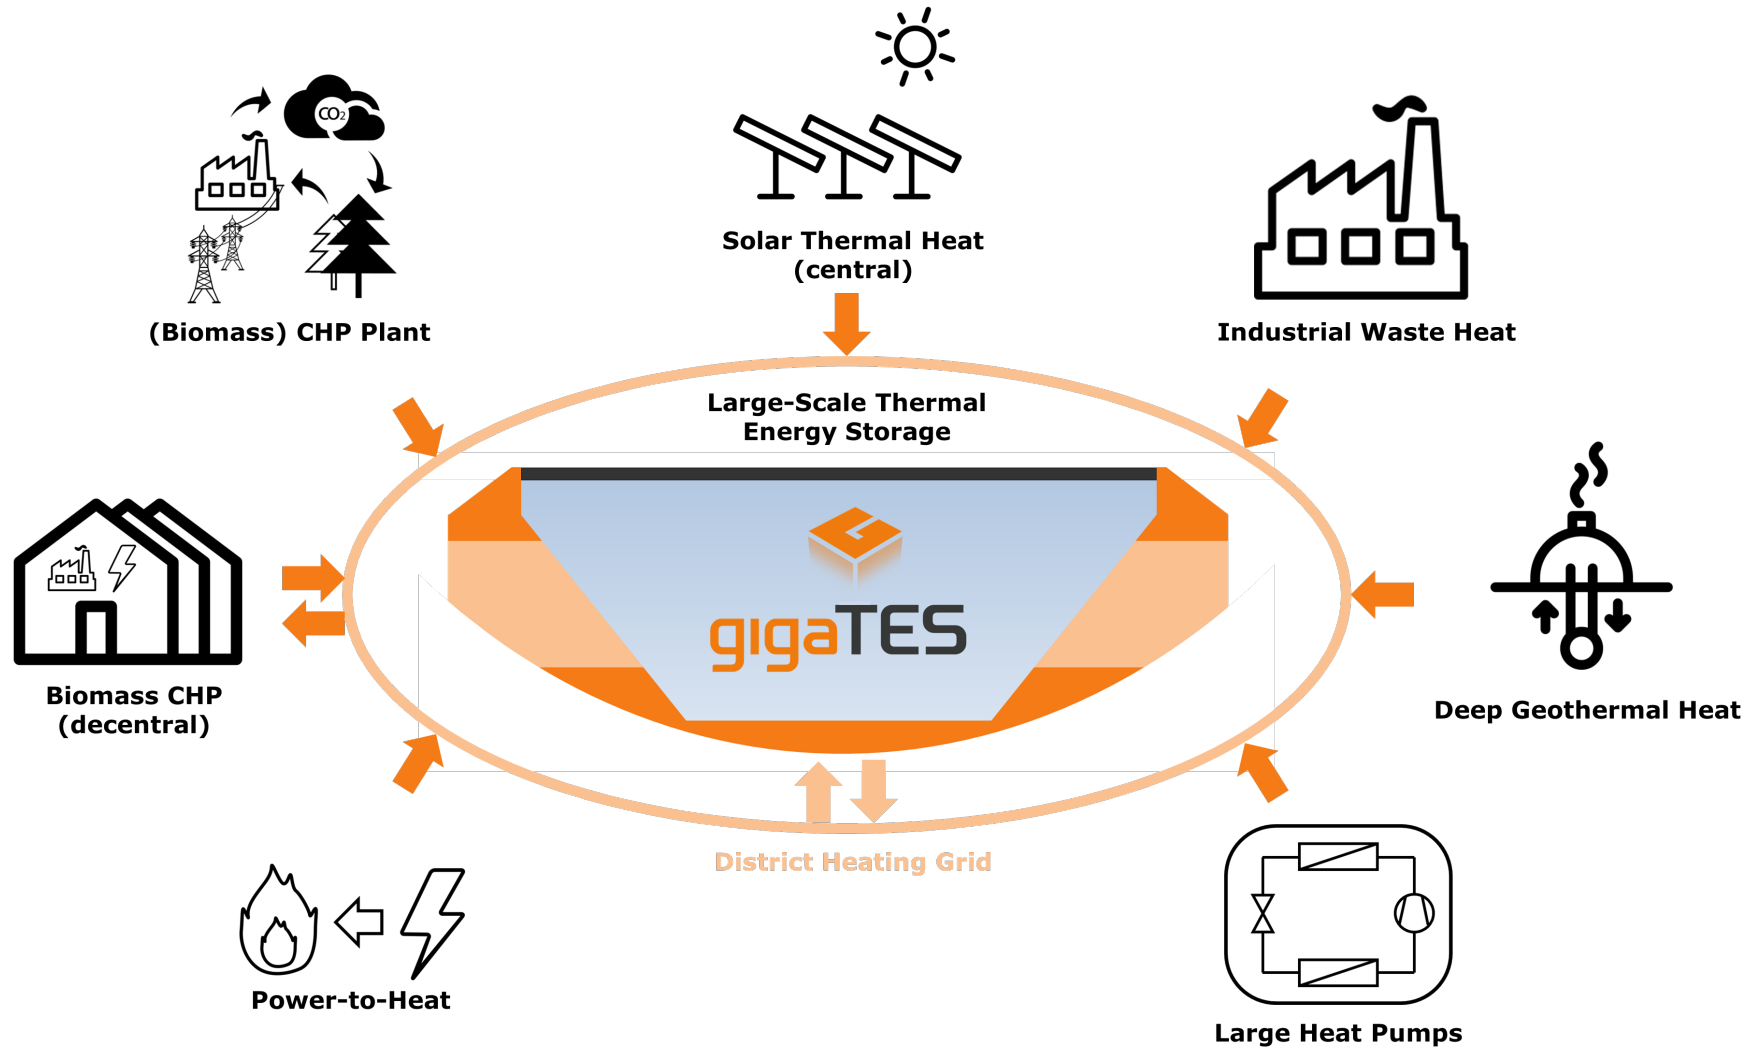 CO₂
Solar Thermal Heat
(central)
(Biomass) CHP Plant
Industrial Waste Heat
Large-Scale Thermal
Energy Storage
gigaTES
Biomass CHP
(decentral)
Deep Geothermal Heat
District Heating Grid
Power-to-Heat
Large Heat Pumps